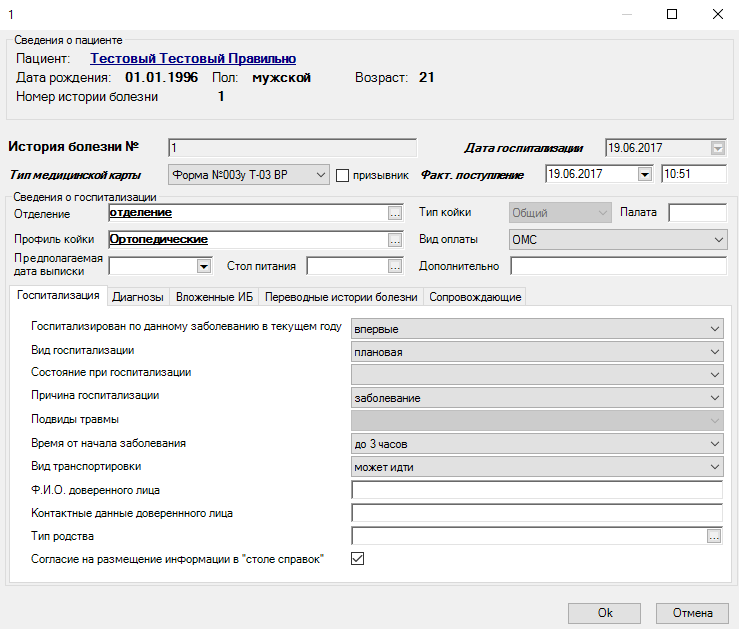 1
Сведения о пациенте
Пациент: Тестовый Тестовый Правильно
Дата рождения: 01.01.1996 Пол: мужской Возраст: 21
Номер истории болезни 1
История болезни № 1 Дата госпитализации 19.06.2017
Тип медицинской карты Форма №003у Т-03 ВР призывник Факт. поступление 19.06.2017 10:51
Сведения о госпитализации
Отделение отделение ... Тип койки Общий Палата
Профиль койки Ортопедические ... Вид оплаты ОМС
Предполагаемая
дата выписки Стол питания ... Дополнительно
Госпитализация Диагнозы Вложенные ИБ Переводные истории болезни Сопровождающие
Госпитализирован по данному заболеванию в текущем году впервые
Вид госпитализации плановая
Состояние при госпитализации
Причина госпитализации заболевание
Подвиды травмы
Время от начала заболевания до 3 часов
Вид транспортировки может идти
Ф.И.О. доверенного лица
Контактные данные доверенного лица
Тип родства ...
Согласие на размещение информации в "столе справок"
Ok Отмена